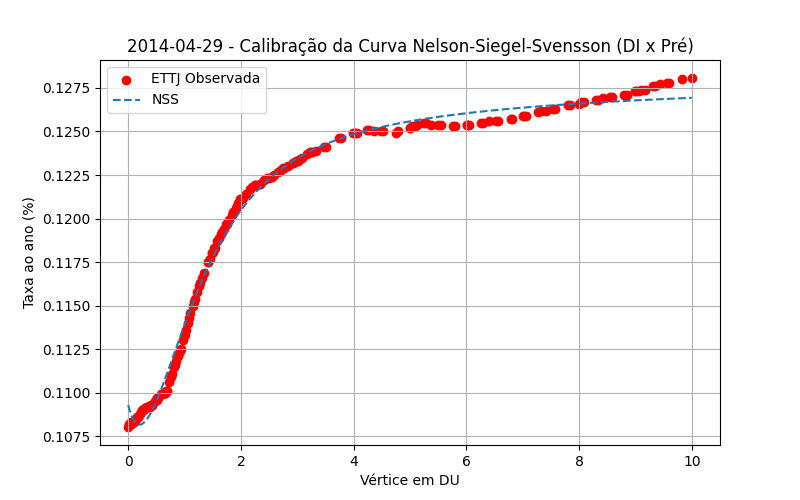 2014-04-29 - Calibração da Curva Nelson-Siegel-Svensson (DI x Pré)
ETTJ Observada
NSS
Taxa ao ano (%)
0.1275
0.1250
0.1225
0.1200
0.1175
0.1150
0.1125
0.1100
0.1075
0 2 4 6 8 10
Vértice em DU